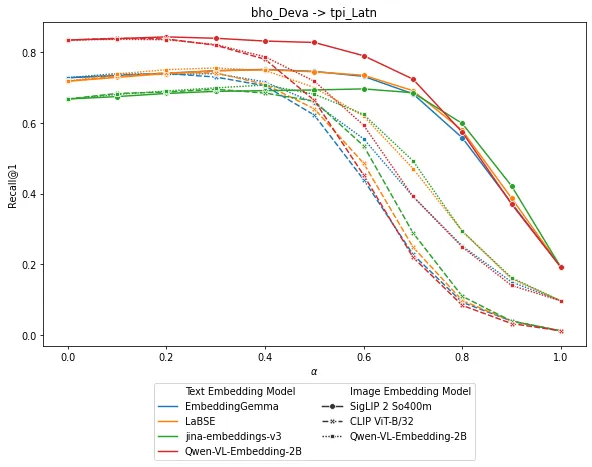 bho_Deva -> tpi_Latn
Recall@1
0.8
0.6
0.4
0.2
0.0
0.0 0.2 0.4 0.6 0.8 1.0
α
Text Embedding Model
EmbeddingGemma
LaBSE
jina-embeddings-v3
Qwen-VL-Embedding-2B
Image Embedding Model
SigLIP 2 So400m
CLIP ViT-B/32
Qwen-VL-Embedding-2B